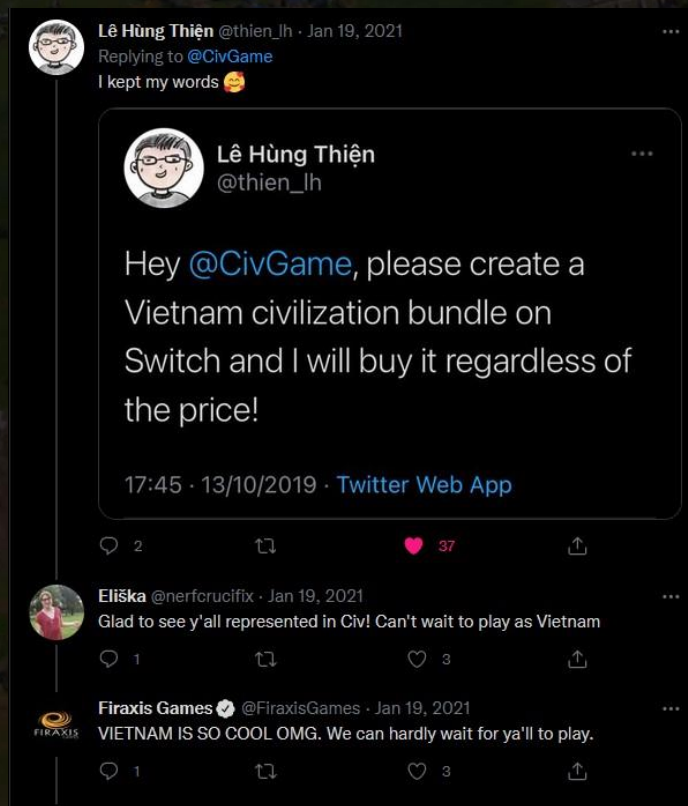 Lê Hùng Thiện @thien_lh · Jan 19, 2021
Replying to @CivGame
I kept my words 🥰
Lê Hùng Thiện
@thien_lh
Hey @CivGame, please create a
Vietnam civilization bundle on
Switch and I will buy it regardless of
the price!
17:45 · 13/10/2019 · Twitter Web App
2 37
Eliška @nerfcrucifix · Jan 19, 2021
Glad to see y'all represented in Civ! Can't wait to play as Vietnam
1 3
Firaxis Games @FiraxisGames · Jan 19, 2021
FIRAXIS
VIETNAM IS SO COOL OMG. We can hardly wait for ya'll to play.
1 3